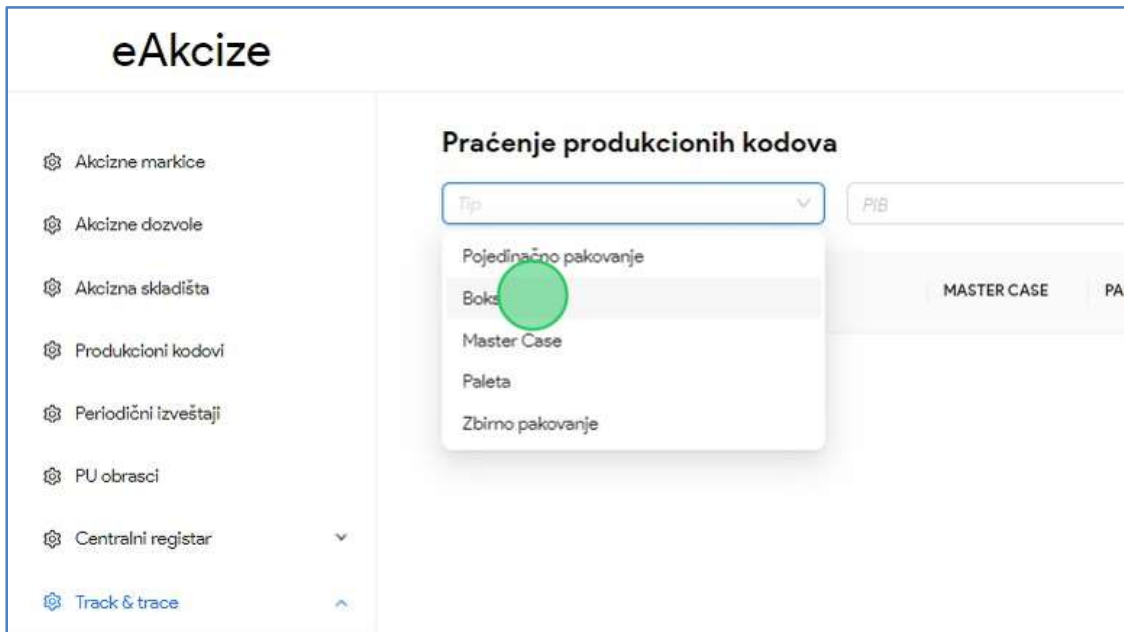 eAkcize
Akcizne markice
Akcizne dozvole
Akcizna skladišta
Produkcioni kodovi
Periodični izveštaji
PU obrasci
Centralni registar
Track & trace
Praćenje produkcionih kodova
Tip
PIB
Pojedinačno pakovanje
Boks
Master Case
Paleta
Zbirno pakovanje
MASTER CASE
PA